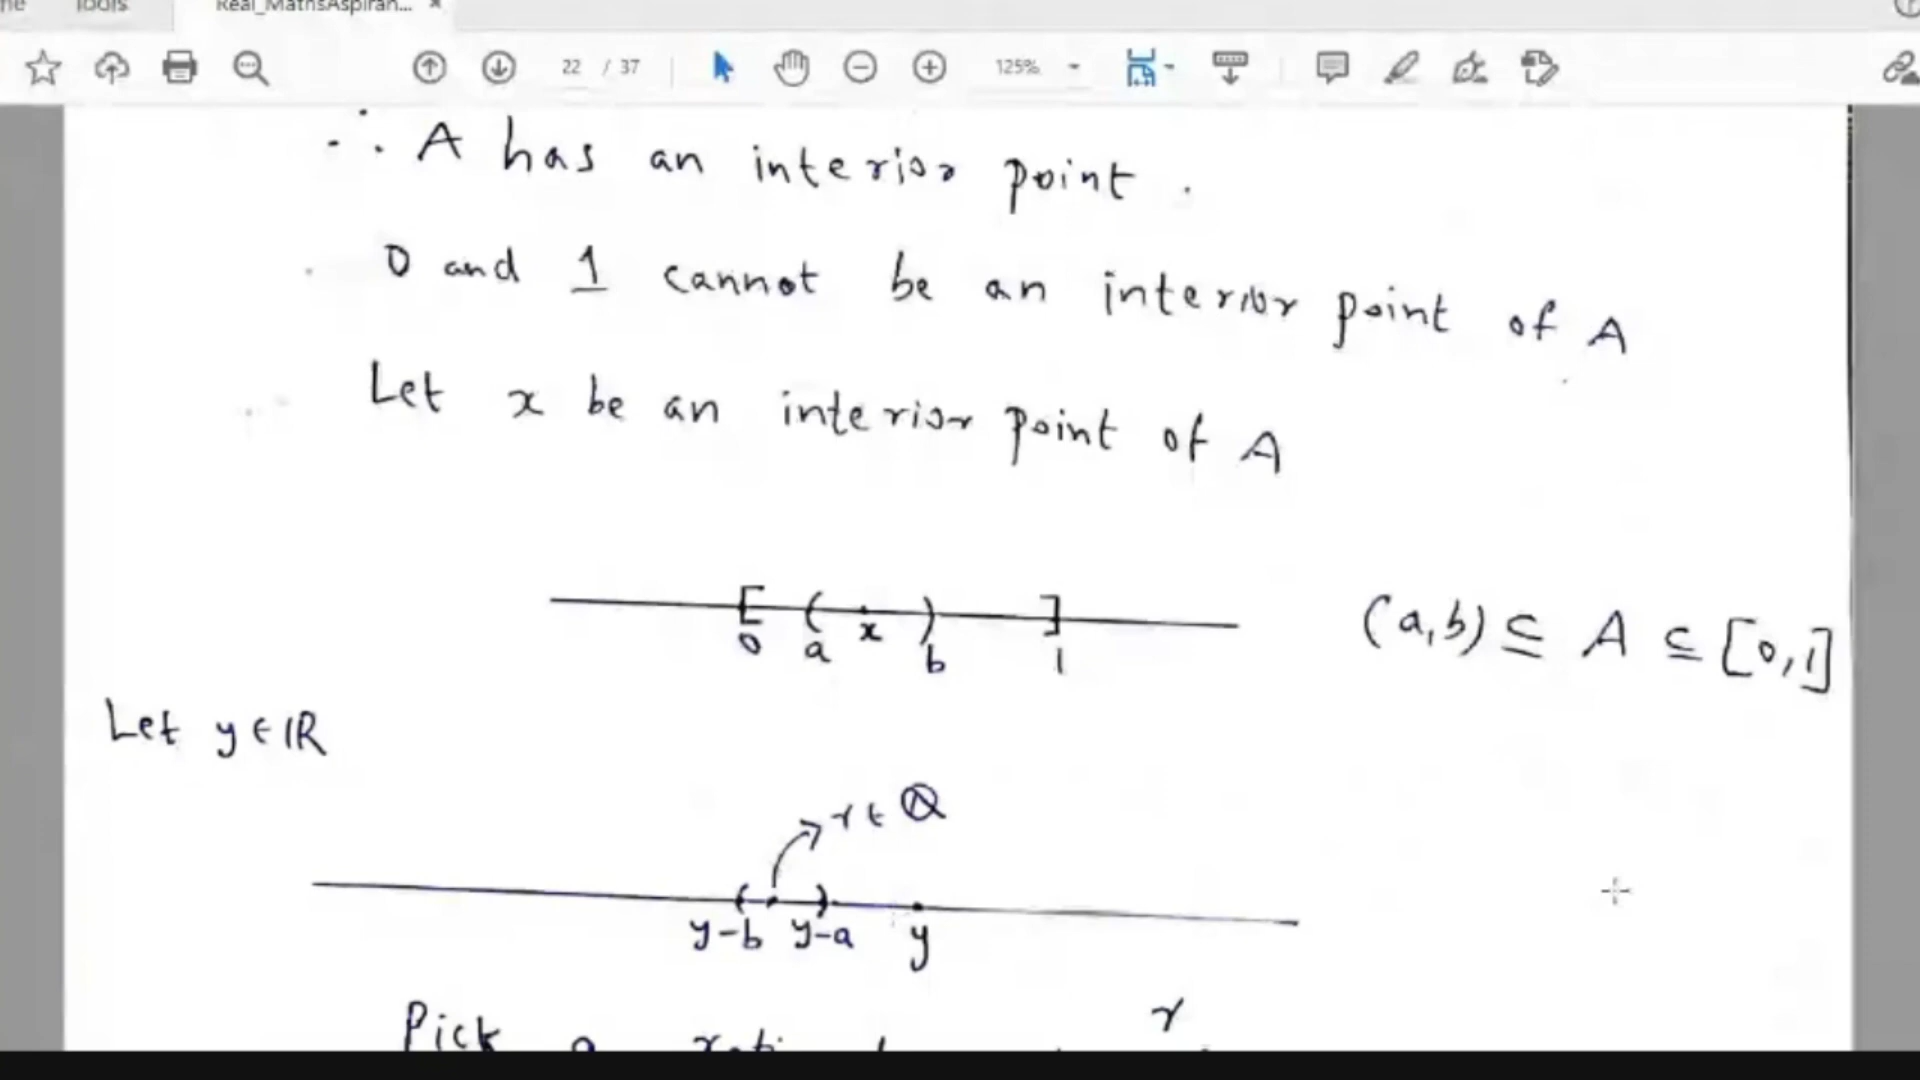 Tools Real_MathsAspiran...
22 / 37 125%
∴ A has an interior point.
0 and 1 cannot be an interior point of A
Let x be an interior point of A
[ ( x ) ]
0 a b 1
(a,b) ⊆ A ⊆ [0,1]
Let y ∈ ℝ
r ∈ ℚ
( )
y-b y-a y
Pick a r